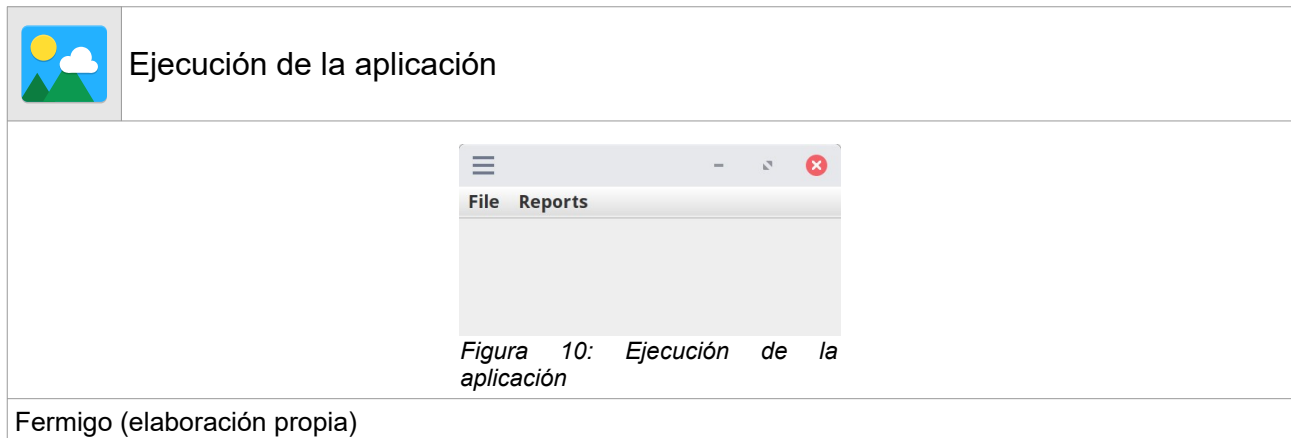 Ejecución de la aplicación
File Reports
Figura 10: Ejecución de la
aplicación
Fermigo (elaboración propia)